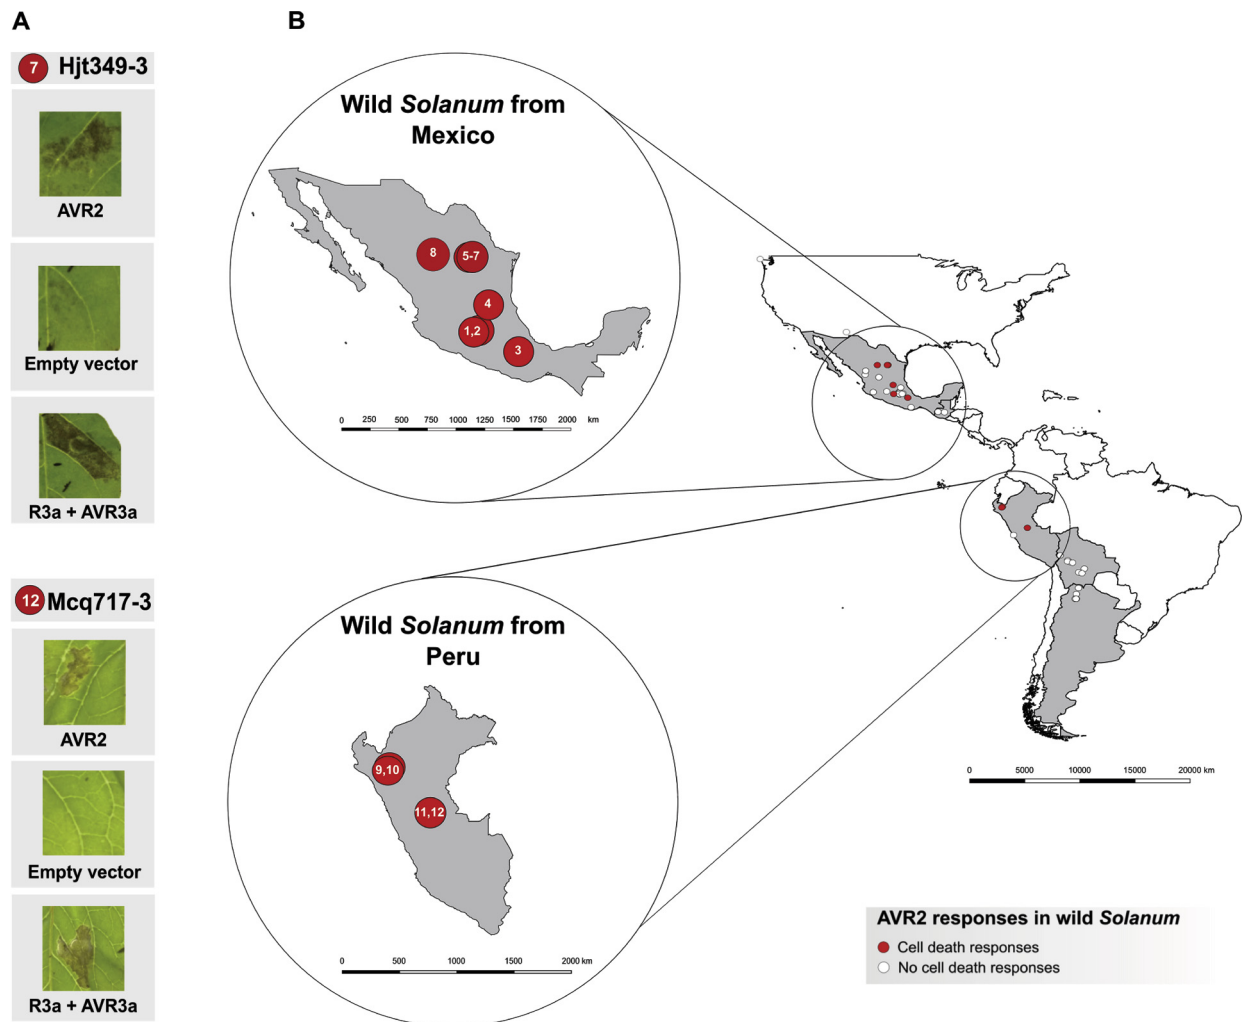 A
7 Hjt349-3
AVR2
Empty vector
R3a + AVR3a
12 Mcq717-3
AVR2
Empty vector
R3a + AVR3a
B
Wild Solanum from
Mexico
8
5-7
4
1,2
3
0 250 500 750 1000 1250 1500 1750 2000 km
Wild Solanum from
Peru
9,10
11,12
0 500 1000 1500 2000 km
0 5000 10000 15000 20000 km
AVR2 responses in wild Solanum
Cell death responses
No cell death responses